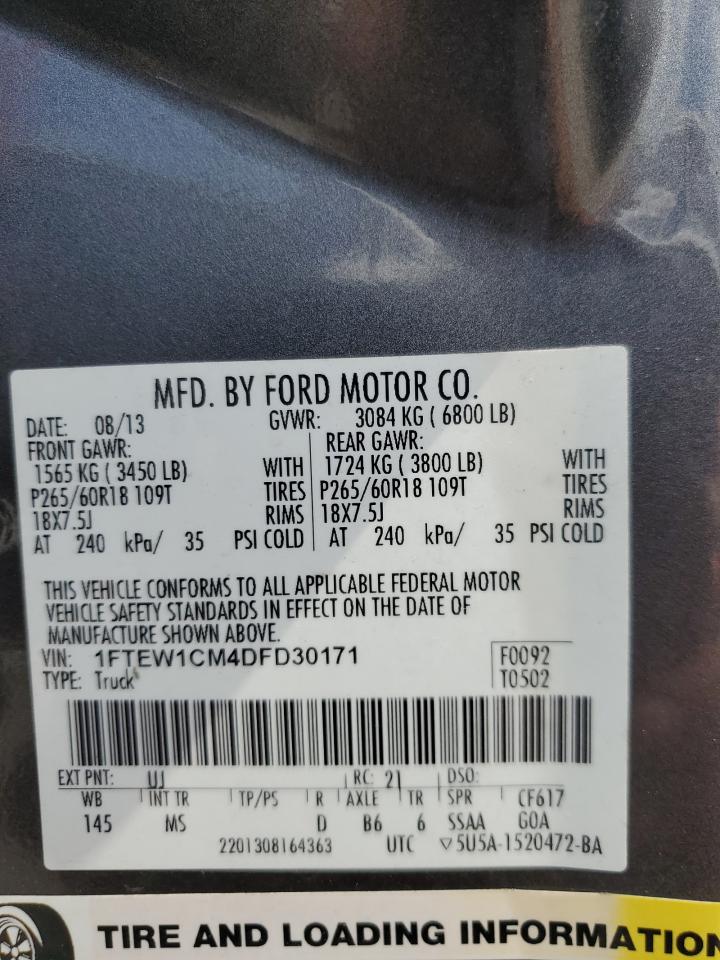 MFD. BY FORD MOTOR CO.
DATE: 08/13 GVWR: 3084 KG ( 6800 LB)
FRONT GAWR: REAR GAWR:
1565 KG ( 3450 LB) WITH 1724 KG ( 3800 LB) WITH
P265/60R18 109T TIRES P265/60R18 109T TIRES
18X7.5J RIMS 18X7.5J RIMS
AT 240 kPa/ 35 PSI COLD AT 240 kPa/ 35 PSI COLD
THIS VEHICLE CONFORMS TO ALL APPLICABLE FEDERAL MOTOR
VEHICLE SAFETY STANDARDS IN EFFECT ON THE DATE OF
MANUFACTURE SHOWN ABOVE.
VIN: 1FTEW1CM4DFD30171 F0092
TYPE: Truck T0502
EXT PNT: UJ RC: 21 DSO:
WB INT TR TP/PS R AXLE TR SPR CF617
145 MS D B6 6 SSAA GOA
2201308164363 UTC ▽5U5A-1520472-BA
TIRE AND LOADING INFORMATION